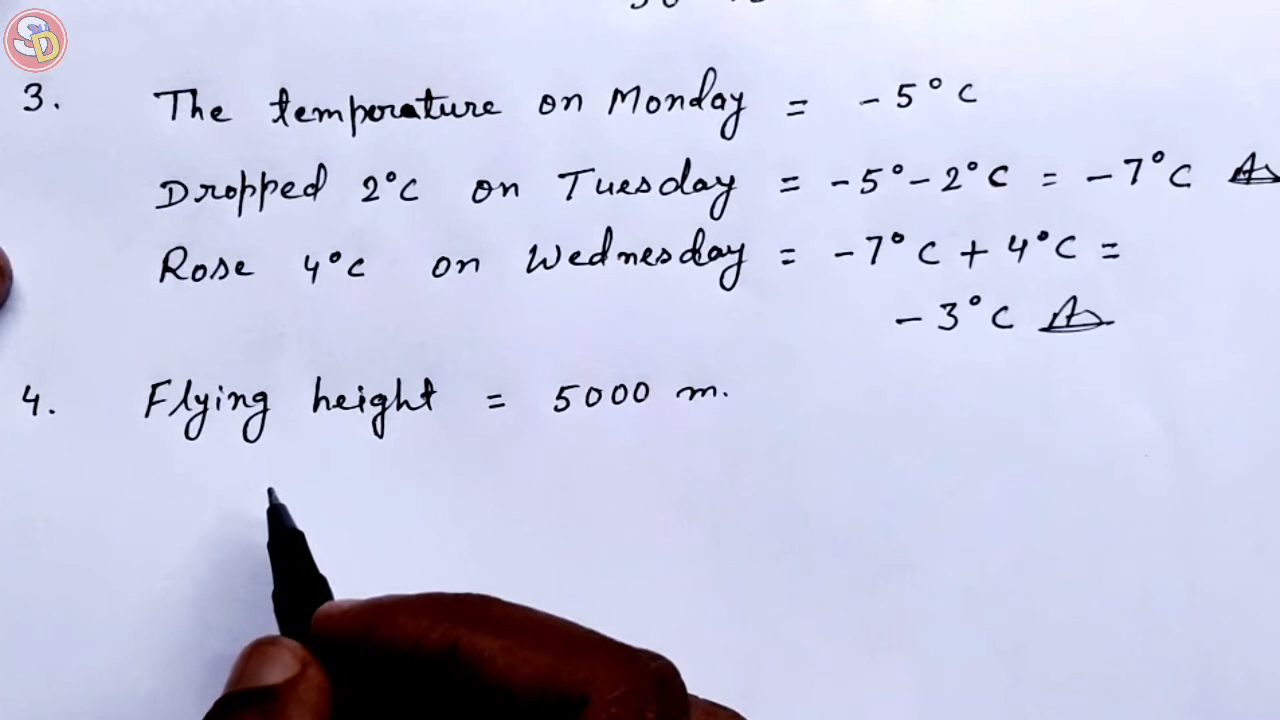 SD
3. The temperature on Monday = -5°C
Dropped 2°C on Tuesday = -5°-2°C = -7°C
Rose 4°C on Wednesday = -7°C + 4°C =
-3°C
4. Flying height = 5000 m.